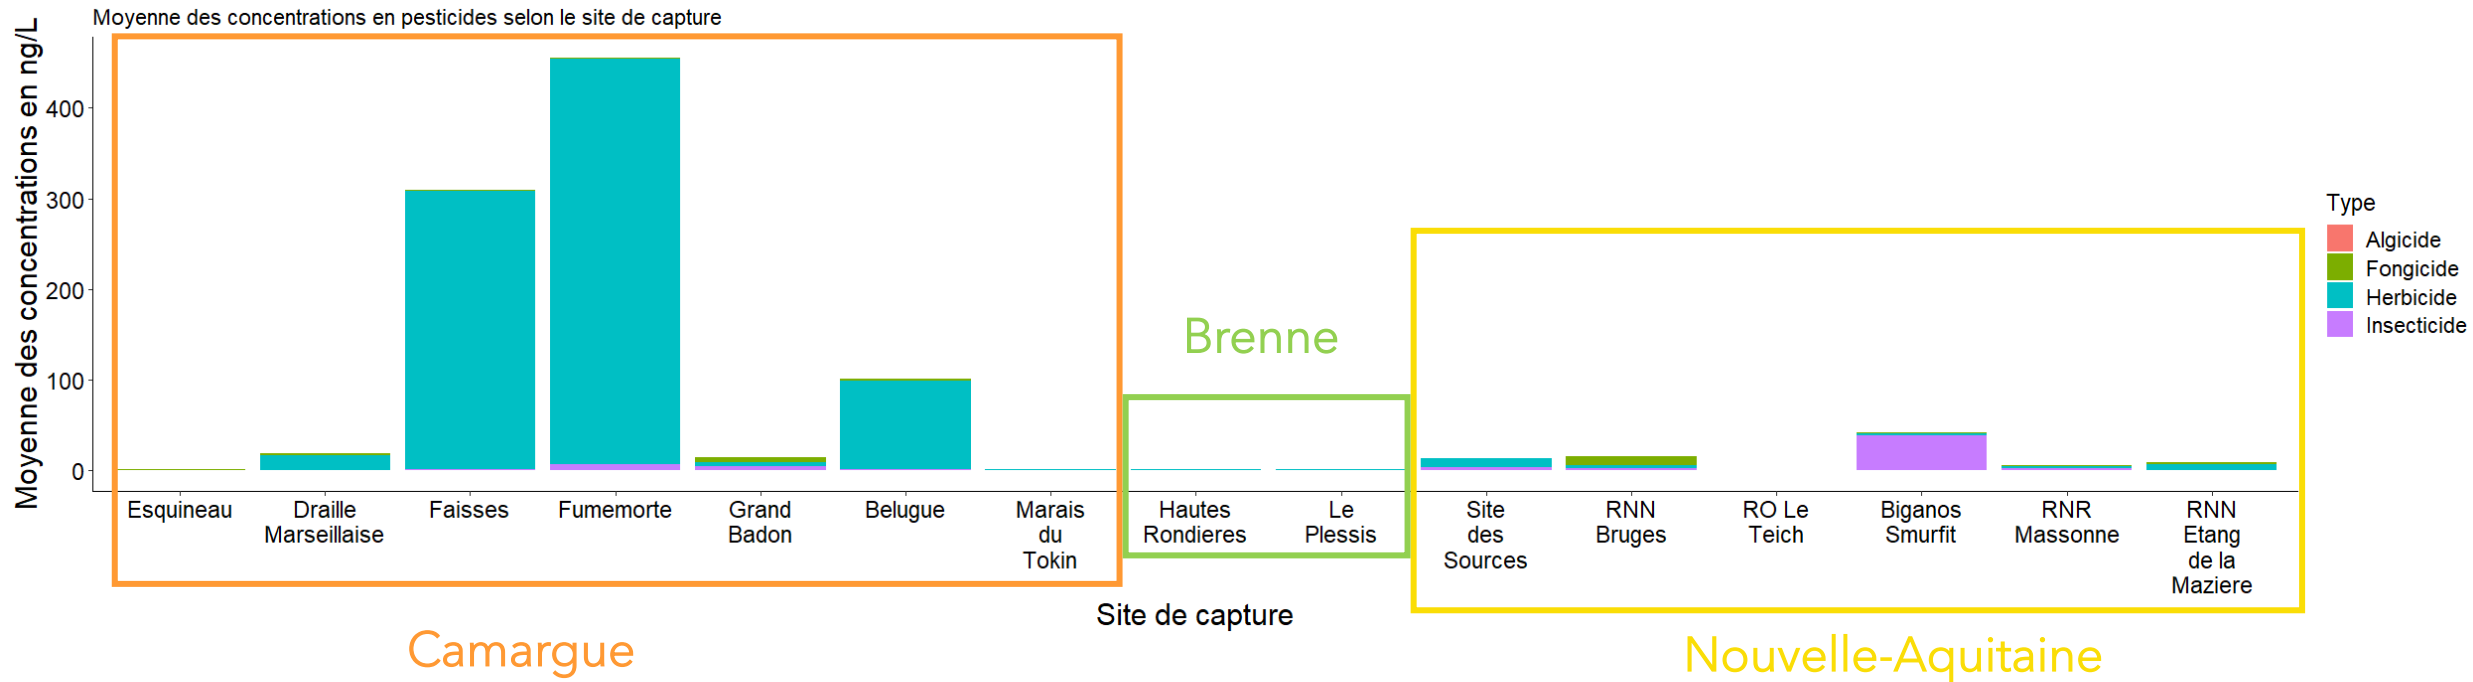 Moyenne des concentrations en pesticides selon le site de capture
Moyenne des concentrations en ng/L
400
300
200
100
0
Esquineau
Draille
Marseillaise
Faisses
Fumemorte
Grand
Badon
Belugue
Marais
du
Tokin
Hautes
Rondieres
Le
Plessis
Site
des
Sources
RNN
Bruges
RO Le
Teich
Biganos
Smurfit
RNR
Massonne
RNN
Etang
de la
Maziere
Site de capture
Camargue
Brenne
Nouvelle-Aquitaine
Type
Algicide
Fongicide
Herbicide
Insecticide